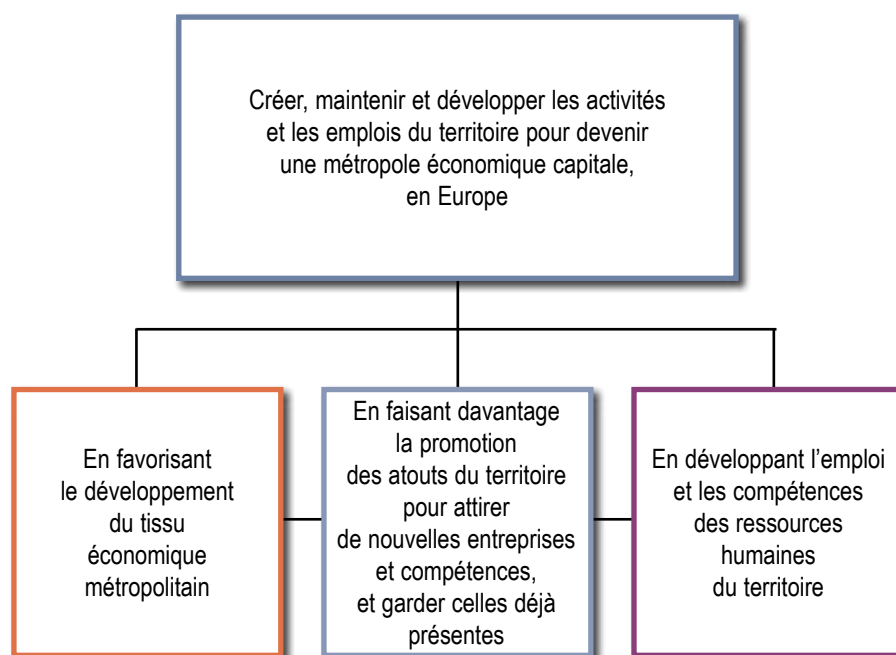 Créer, maintenir et développer les activités
et les emplois du territoire pour devenir
une métropole économique capitale,
en Europe
En favorisant
le développement
du tissu
économique
métropolitain
En faisant davantage
la promotion
des atouts du territoire
pour attirer
de nouvelles entreprises
et compétences,
et garder celles déjà
présentes
En développant l’emploi
et les compétences
des ressources
humaines
du territoire